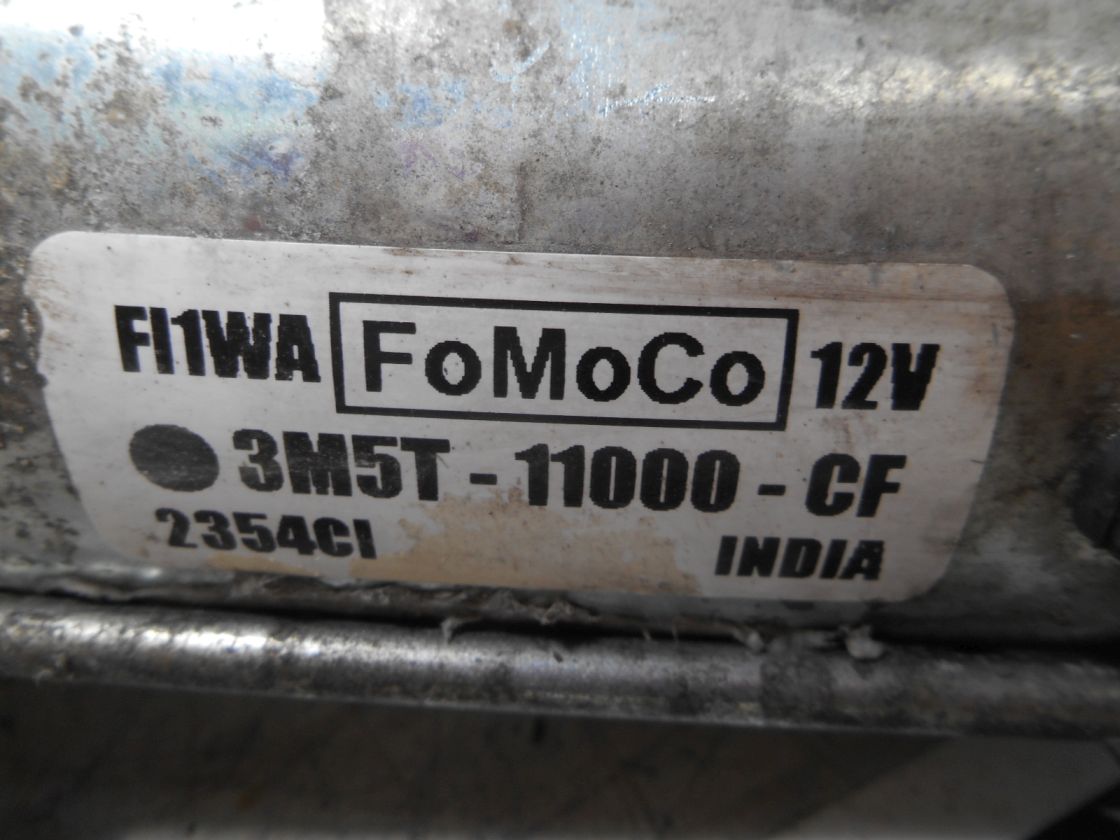 FI1WA FoMoCo 12V
3M5T - 11000 - CF
2354CI INDIA